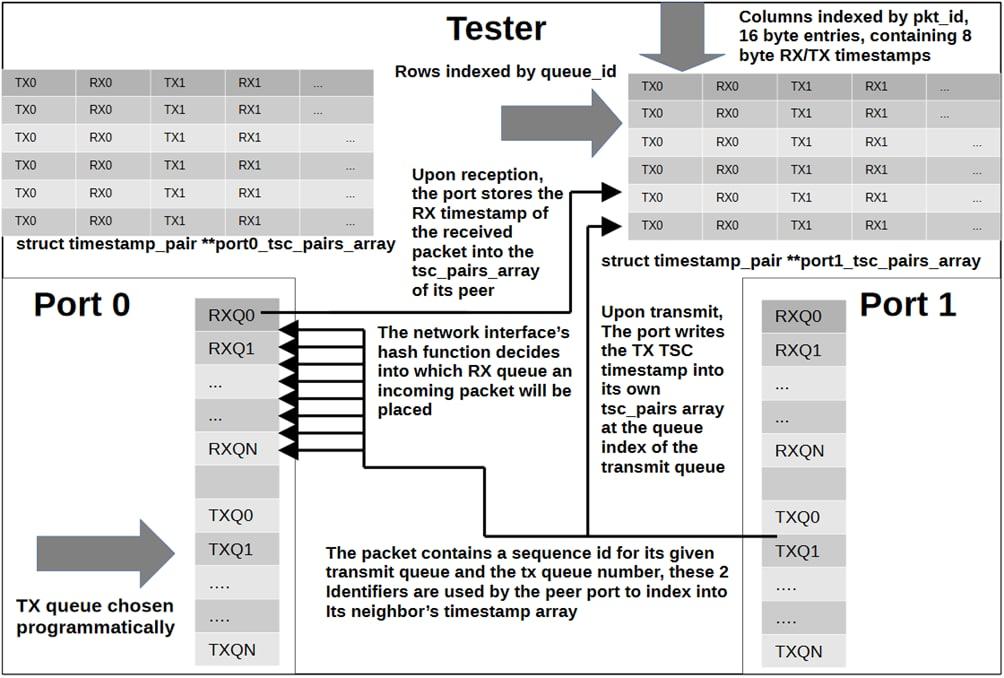 Tester
Columns indexed by pkt_id,
16 byte entries, containing 8
byte RX/TX timestamps
Rows indexed by queue_id
TX0 RX0 TX1 RX1 ...
TX0 RX0 TX1 RX1 ...
TX0 RX0 TX1 RX1 ...
TX0 RX0 TX1 RX1 ...
TX0 RX0 TX1 RX1 ...
TX0 RX0 TX1 RX1 ...
struct timestamp_pair **port0_tsc_pairs_array
TX0 RX0 TX1 RX1 ...
TX0 RX0 TX1 RX1 ...
TX0 RX0 TX1 RX1 ...
TX0 RX0 TX1 RX1 ...
TX0 RX0 TX1 RX1 ...
TX0 RX0 TX1 RX1 ...
struct timestamp_pair **port1_tsc_pairs_array
Upon reception,
the port stores the
RX timestamp of
the received
packet into the
tsc_pairs_array
of its peer
Port 0
RXQ0
RXQ1
...
...
RXQN
TXQ0
TXQ1
....
....
TXQN
TX queue chosen
programmatically
The network interface's
hash function decides
into which RX queue an
incoming packet will be
placed
Upon transmit,
The port writes
the TX TSC
timestamp into
its own
tsc_pairs array
at the queue
index of the
transmit queue
The packet contains a sequence id for its given
transmit queue and the tx queue number, these 2
Identifiers are used by the peer port to index into
Its neighbor's timestamp array
Port 1
RXQ0
RXQ1
...
...
RXQN
TXQ0
TXQ1
....
....
TXQN